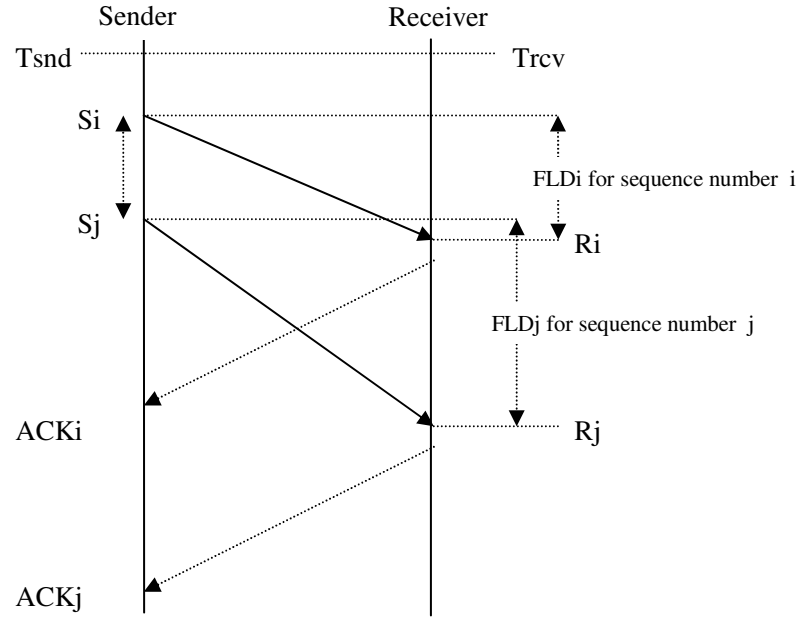 Sender
Receiver
Tsnd
Trcv
Si
FLDi for sequence number i
Sj
Ri
FLDj for sequence number j
ACKi
Rj
ACKj